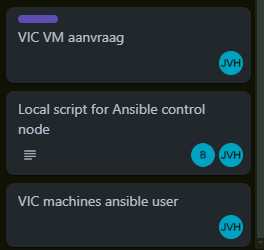 VIC VM aanvraag
JVH
Local script for Ansible control
node
B JVH
VIC machines ansible user
JVH